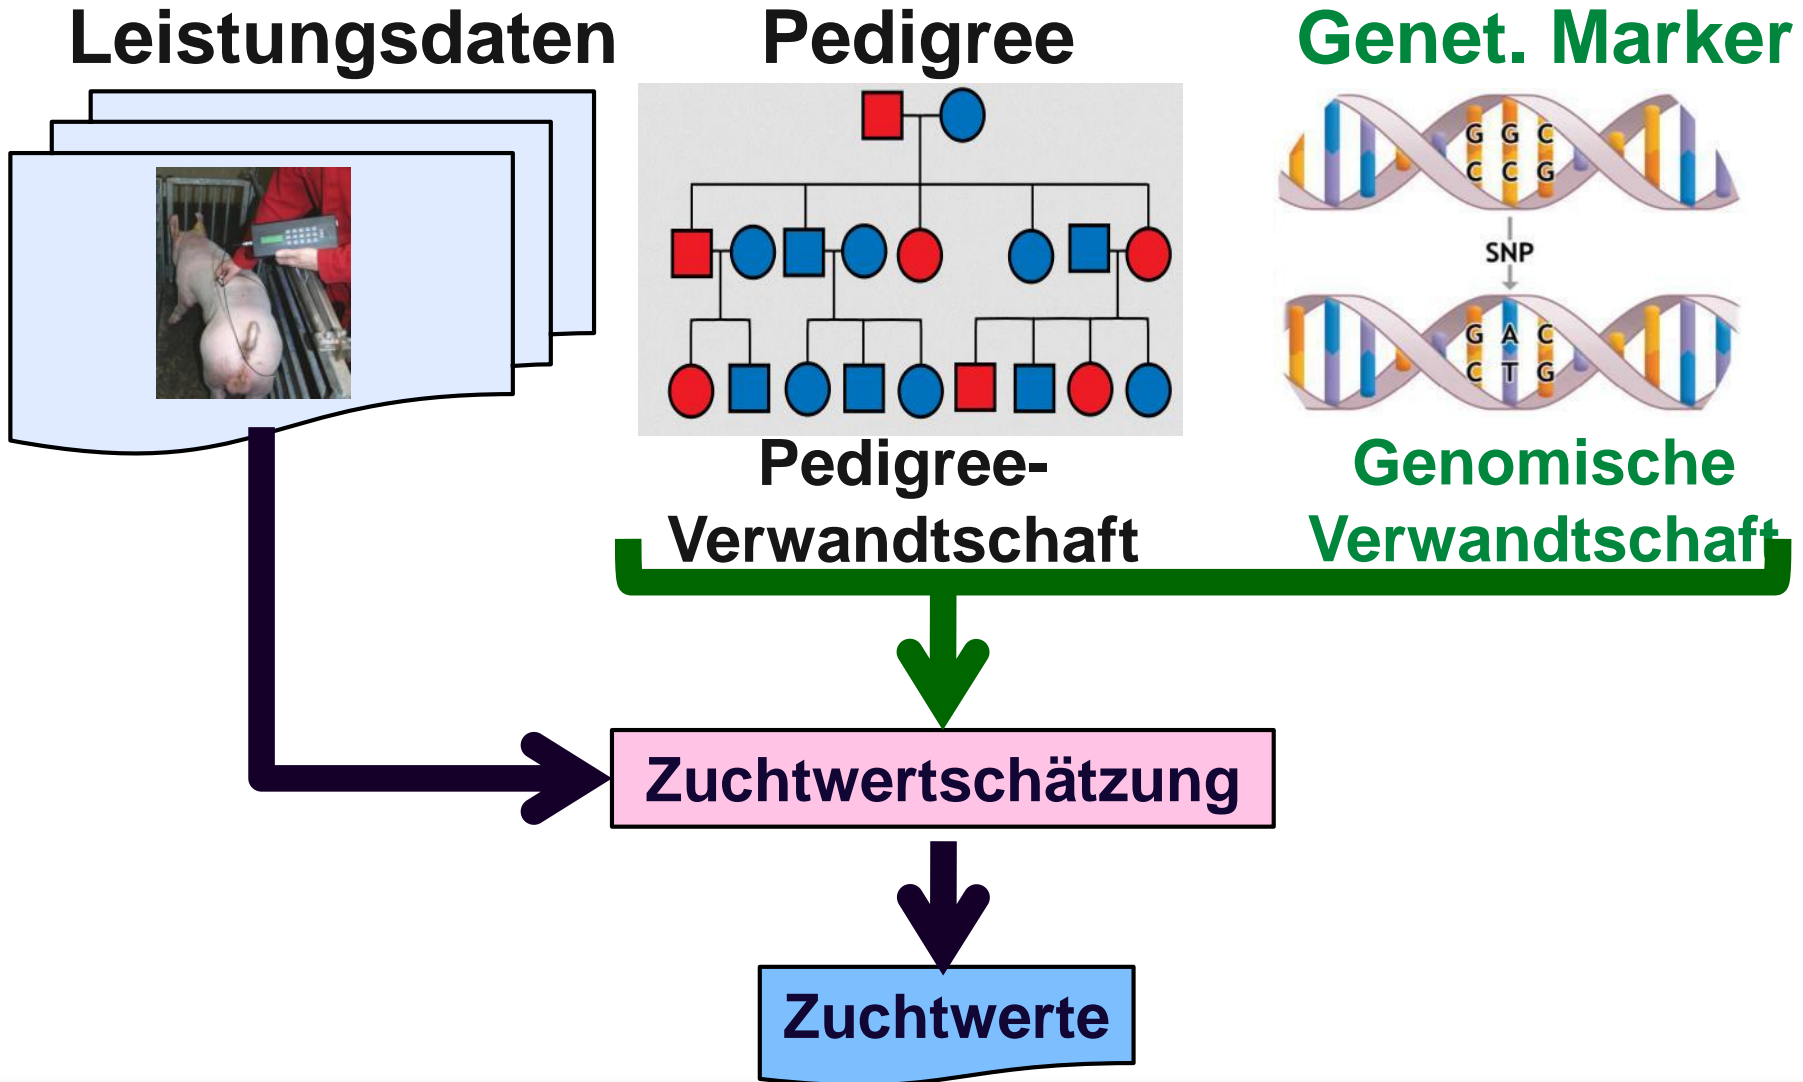 Leistungsdaten
Pedigree
Genet. Marker
G G C
C C G
SNP
G A C
C T G
Pedigree-
Verwandtschaft
Genomische
Verwandtschaft
Zuchtwertschätzung
Zuchtwerte